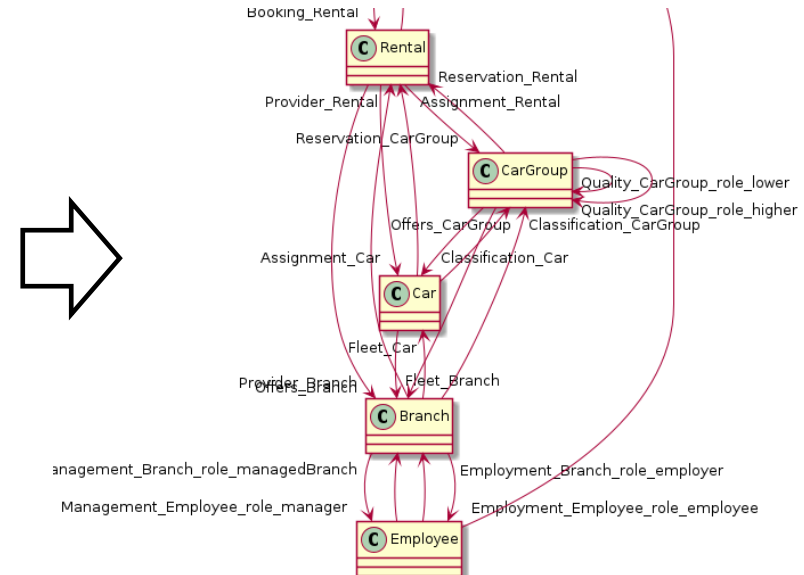 Booking_Rental
C Rental
Reservation_Rental
Provider_Rental
Assignment_Rental
Reservation_CarGroup
C CarGroup
Quality_CarGroup_role_lower
Quality_CarGroup_role_higher
Offers_CarGroup
Classification_CarGroup
Assignment_Car
Classification_Car
C Car
Fleet_Car
Provider_Branch
Offers_Branch
Fleet_Branch
C Branch
anagement_Branch_role_managedBranch
Employment_Branch_role_employer
Management_Employee_role_manager
Employment_Employee_role_employee
C Employee